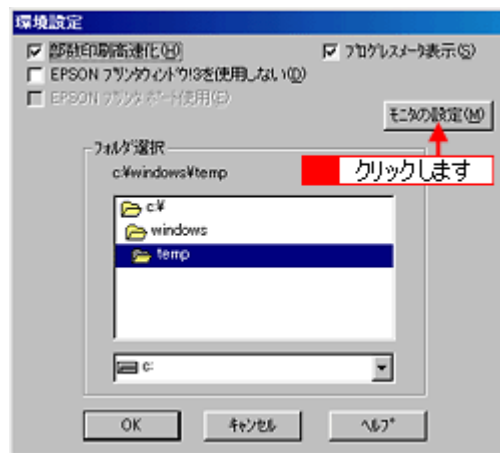 環境設定
部数印刷高速化(H)
プログレスメータ表示(S)
EPSON プリンタウィンドウ!3を使用しない(D)
EPSON プリンタポート使用(E)
モニタの設定(M)
クリックします
フォルダ選択
c:¥windows¥temp
c:¥
windows
temp
c:
OK
キャンセル
ヘルプ